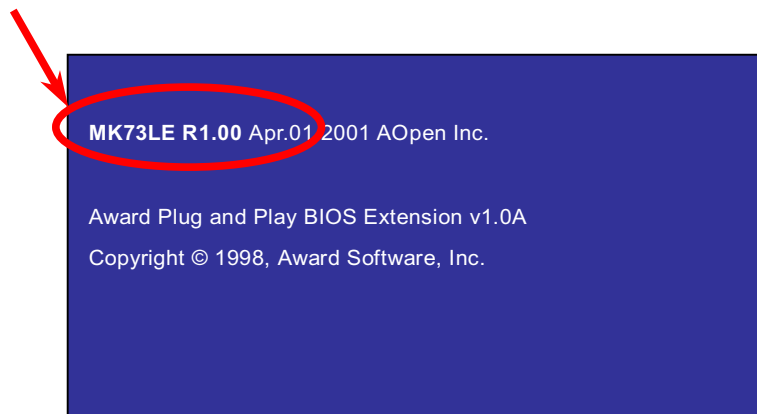 MK73LE R1.00 Apr.01 2001 AOpen Inc.
Award Plug and Play BIOS Extension v1.0A
Copyright © 1998, Award Software, Inc.